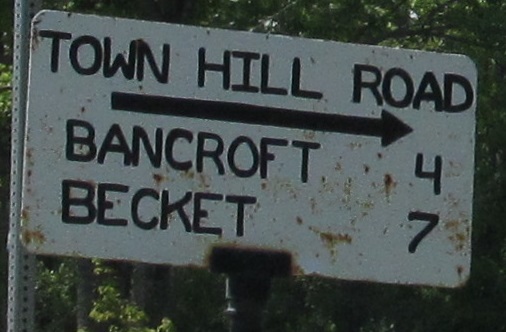 TOWN HILL ROAD
BANCROFT 4
BECKET 7